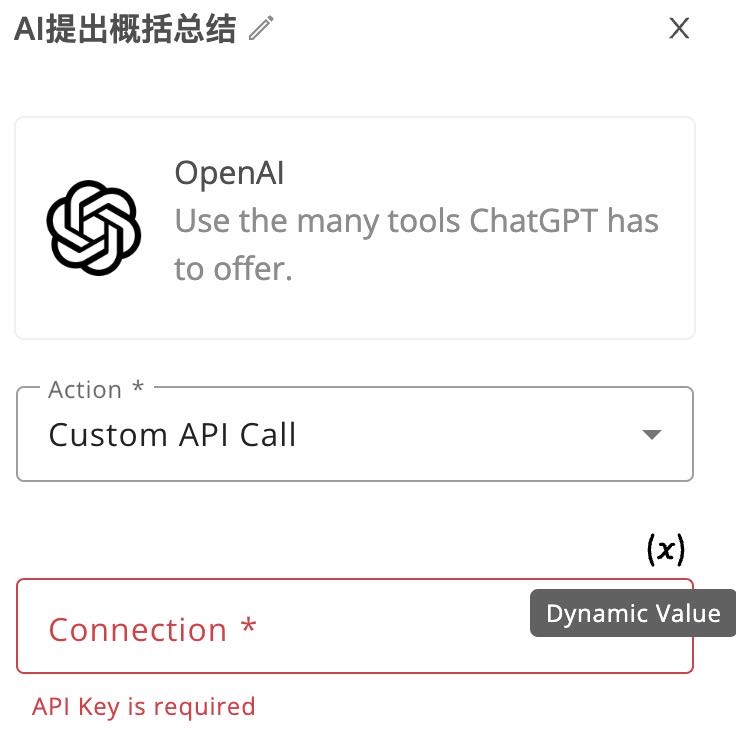 AI提出概括总结
X
OpenAI
Use the many tools ChatGPT has
to offer.
Action *
Custom API Call
(x)
Connection *
Dynamic Value
API Key is required